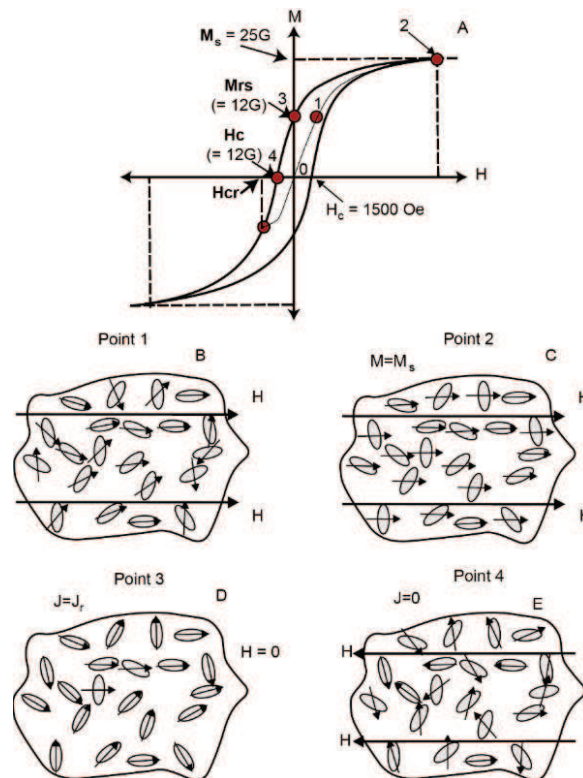 M
A
2
Ms = 25G
Mrs
(= 12G)
3
1
Hc
(= 12G)
4
0
H
Hcr
Hc = 1500 Oe
Point 1
B
H
H
Point 2
M=Ms
C
H
H
Point 3
J=Jr
D
H = 0
Point 4
J=0
E
H
H